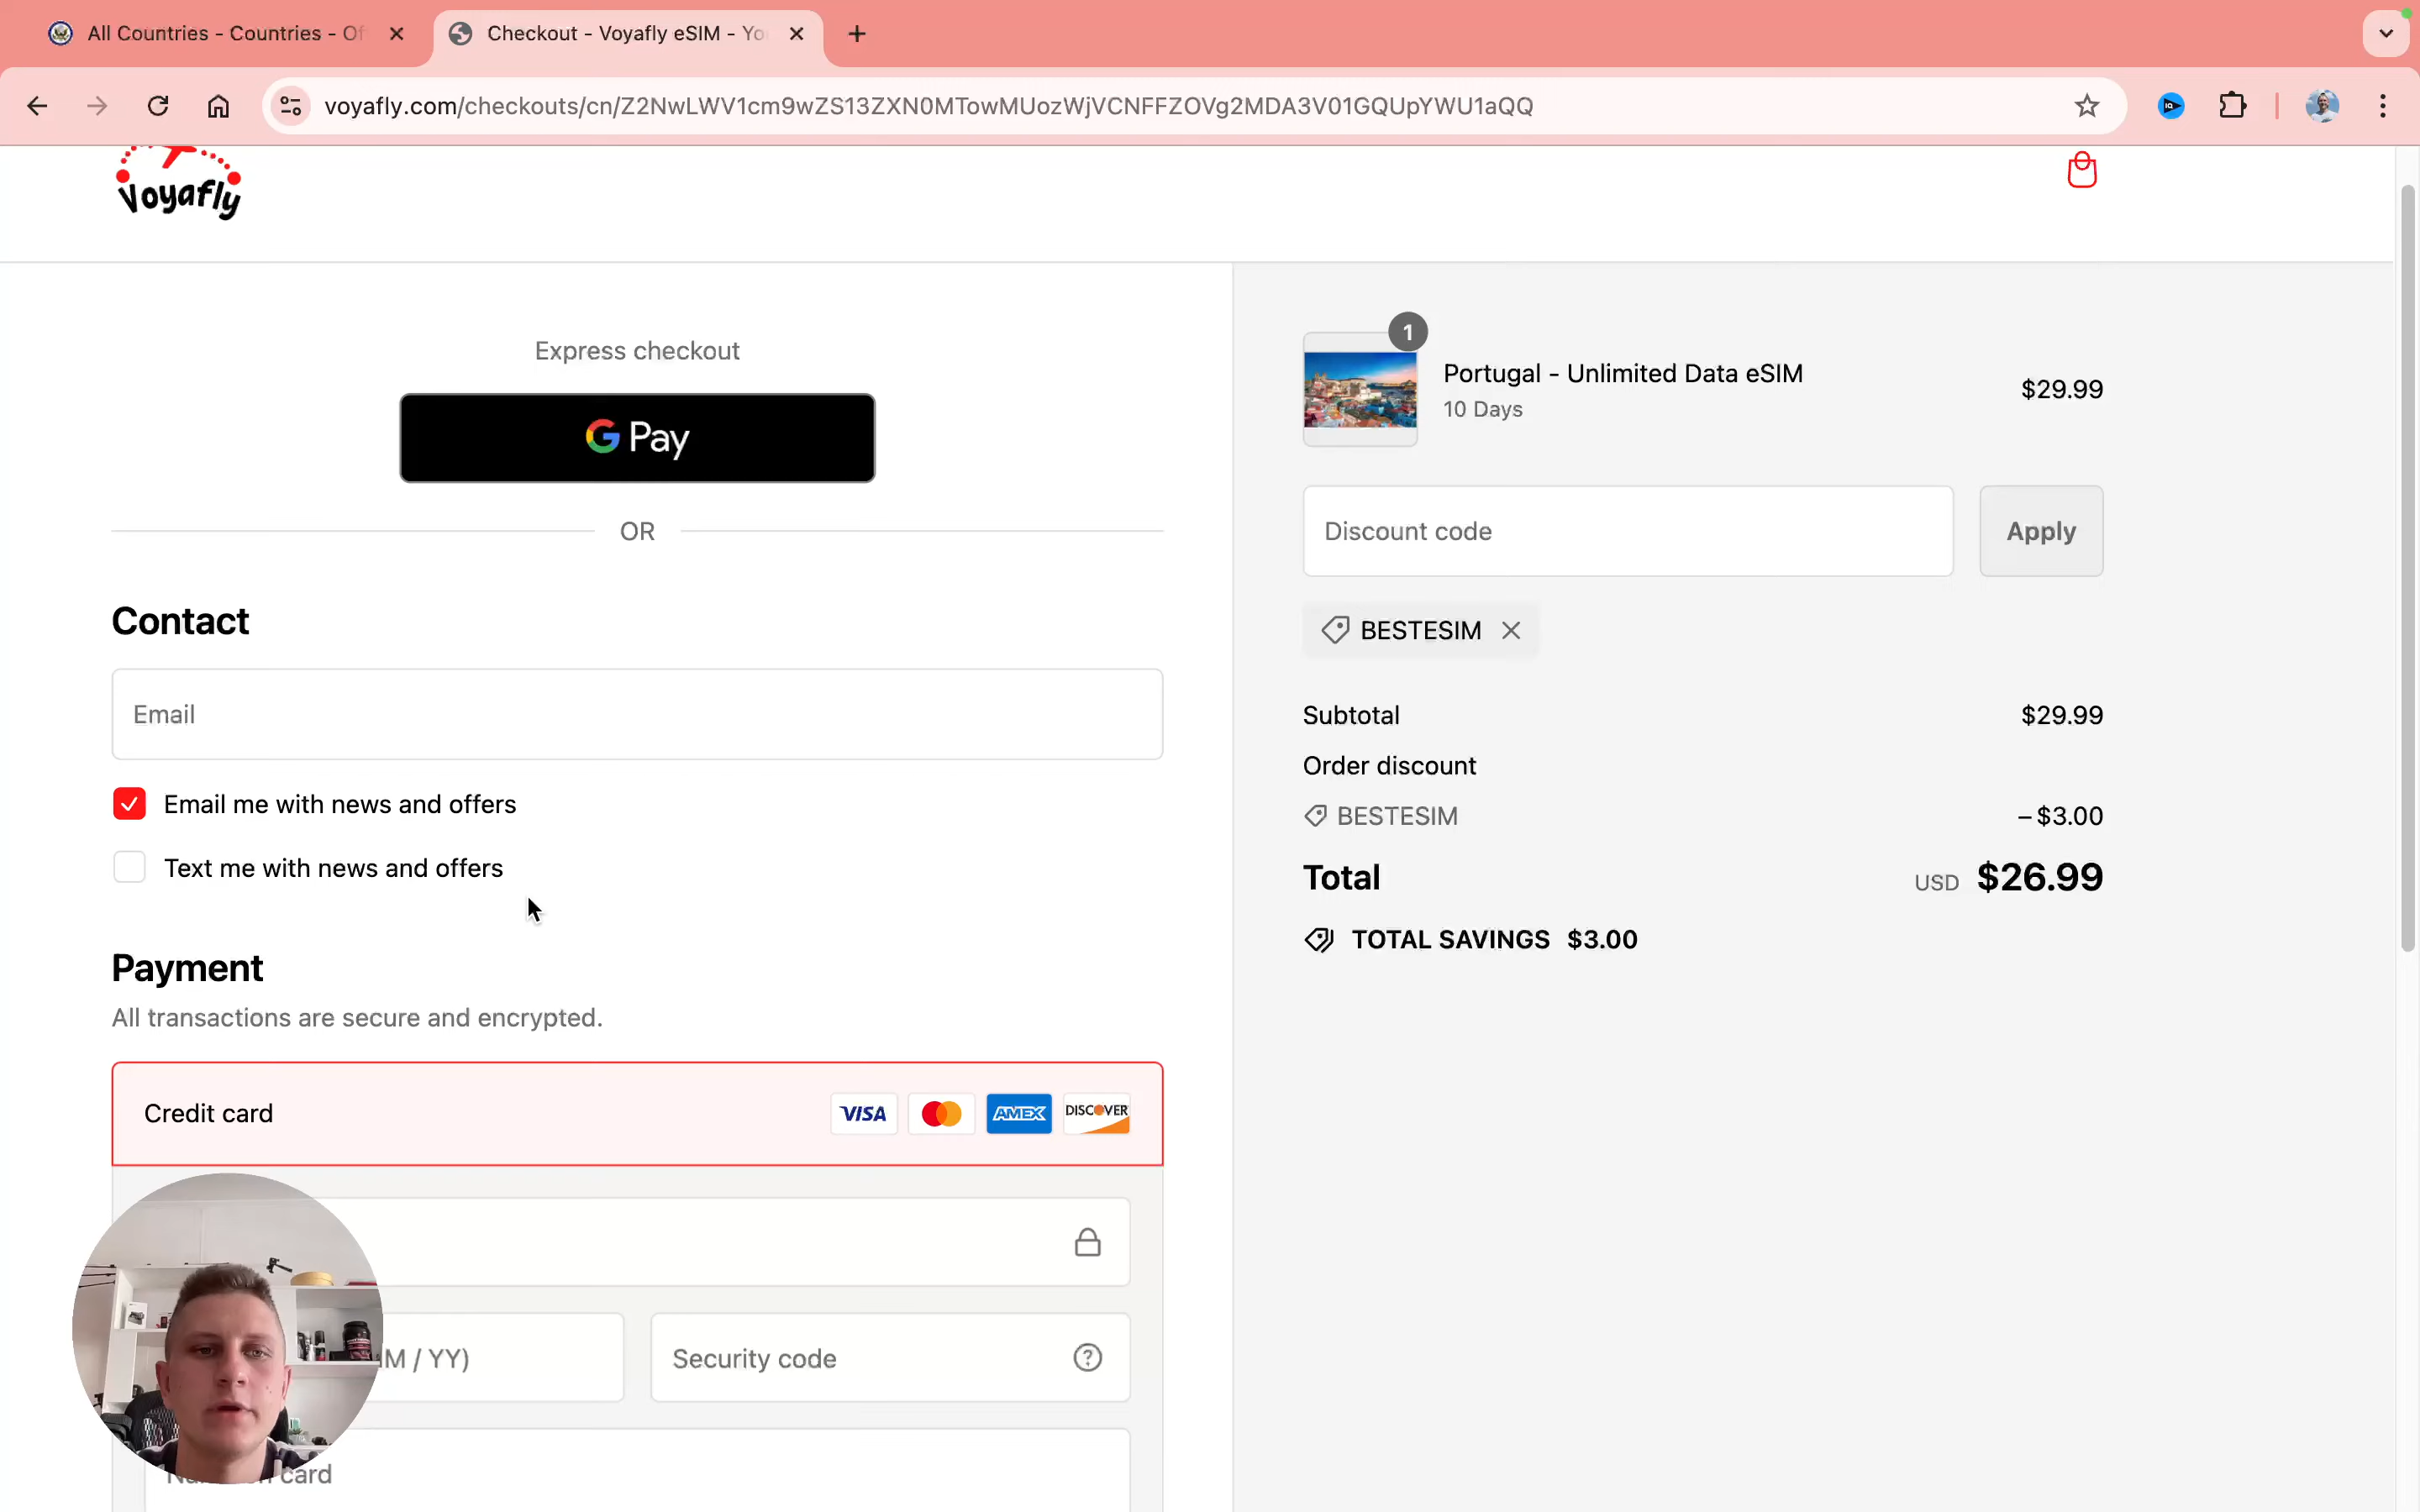 All Countries - Countries - Of
Checkout - Voyafly eSIM - Yo
voyafly.com/checkouts/cn/Z2NwLWV1cm9wZS13ZXN0MTowMUozWjVCNFFZOVg2MDA3V01GQUpYWU1aQQ
Voyafly
Express checkout
G Pay
OR
Contact
Email
Email me with news and offers
Text me with news and offers
Payment
All transactions are secure and encrypted.
Credit card
VISA
AMEX
DISCOVER
M / YY)
Security code
card
1
Portugal - Unlimited Data eSIM
10 Days
$29.99
Discount code
Apply
BESTESIM
Subtotal
$29.99
Order discount
BESTESIM
– $3.00
Total
USD $26.99
TOTAL SAVINGS $3.00